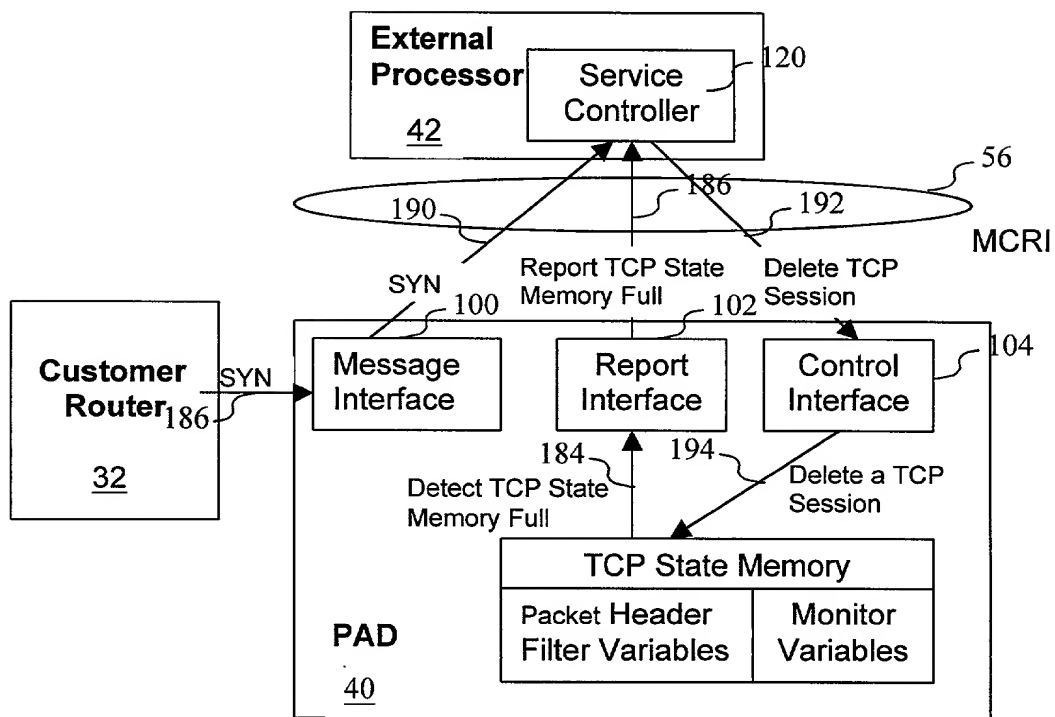 External
Processor
42
Service
Controller
120
56
186
190
192
MCRI
SYN
Report TCP State
Memory Full
Delete TCP
Session
100
102
104
Customer
Router
32
SYN
186
Message
Interface
Report
Interface
Control
Interface
184
194
Detect TCP State
Memory Full
Delete a TCP
Session
TCP State Memory
Packet Header
Filter Variables
Monitor
Variables
PAD
40